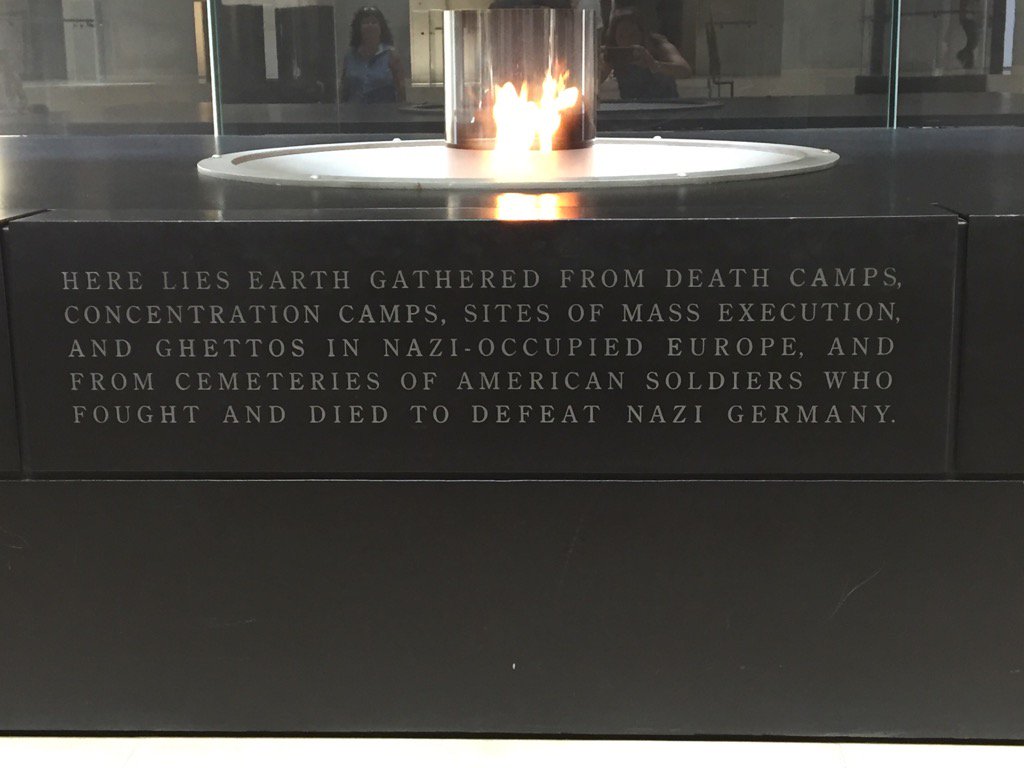 HERE LIES EARTH GATHERED FROM DEATH CAMPS,
CONCENTRATION CAMPS, SITES OF MASS EXECUTION,
AND GHETTOS IN NAZI-OCCUPIED EUROPE, AND
FROM CEMETERIES OF AMERICAN SOLDIERS WHO
FOUGHT AND DIED TO DEFEAT NAZI GERMANY.